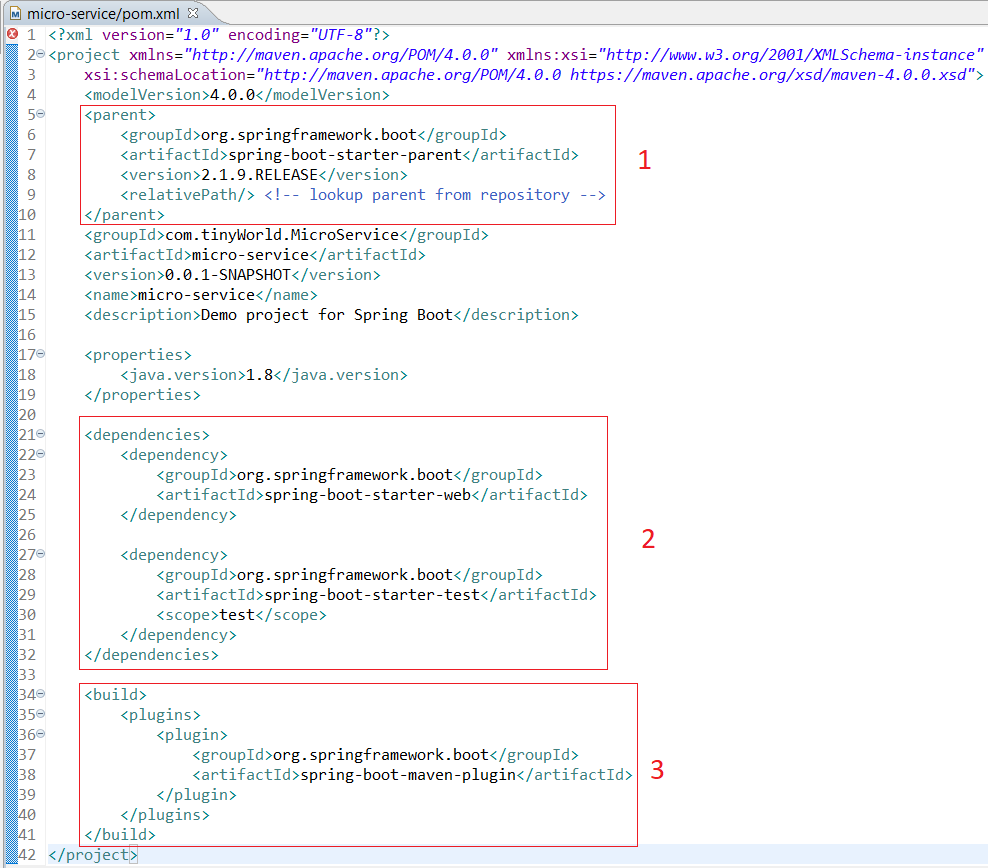 micro-service/pom.xml
1 <?xml version="1.0" encoding="UTF-8"?>
2 <project xmlns="http://maven.apache.org/POM/4.0.0" xmlns:xsi="http://www.w3.org/2001/XMLSchema-instance"
3     xsi:schemaLocation="http://maven.apache.org/POM/4.0.0 https://maven.apache.org/xsd/maven-4.0.0.xsd">
4     <modelVersion>4.0.0</modelVersion>
5     <parent>
6         <groupId>org.springframework.boot</groupId>
7         <artifactId>spring-boot-starter-parent</artifactId>
8         <version>2.1.9.RELEASE</version>
9         <relativePath/> <!-- lookup parent from repository -->
10     </parent>
1
11     <groupId>com.tinyWorld.MicroService</groupId>
12     <artifactId>micro-service</artifactId>
13     <version>0.0.1-SNAPSHOT</version>
14     <name>micro-service</name>
15     <description>Demo project for Spring Boot</description>
16
17     <properties>
18         <java.version>1.8</java.version>
19     </properties>
20
21     <dependencies>
22         <dependency>
23             <groupId>org.springframework.boot</groupId>
24             <artifactId>spring-boot-starter-web</artifactId>
25         </dependency>
26
27         <dependency>
28             <groupId>org.springframework.boot</groupId>
29             <artifactId>spring-boot-starter-test</artifactId>
30             <scope>test</scope>
31         </dependency>
32     </dependencies>
2
33
34     <build>
35         <plugins>
36             <plugin>
37                 <groupId>org.springframework.boot</groupId>
38                 <artifactId>spring-boot-maven-plugin</artifactId>
39             </plugin>
40         </plugins>
41     </build>
3
42 </project>